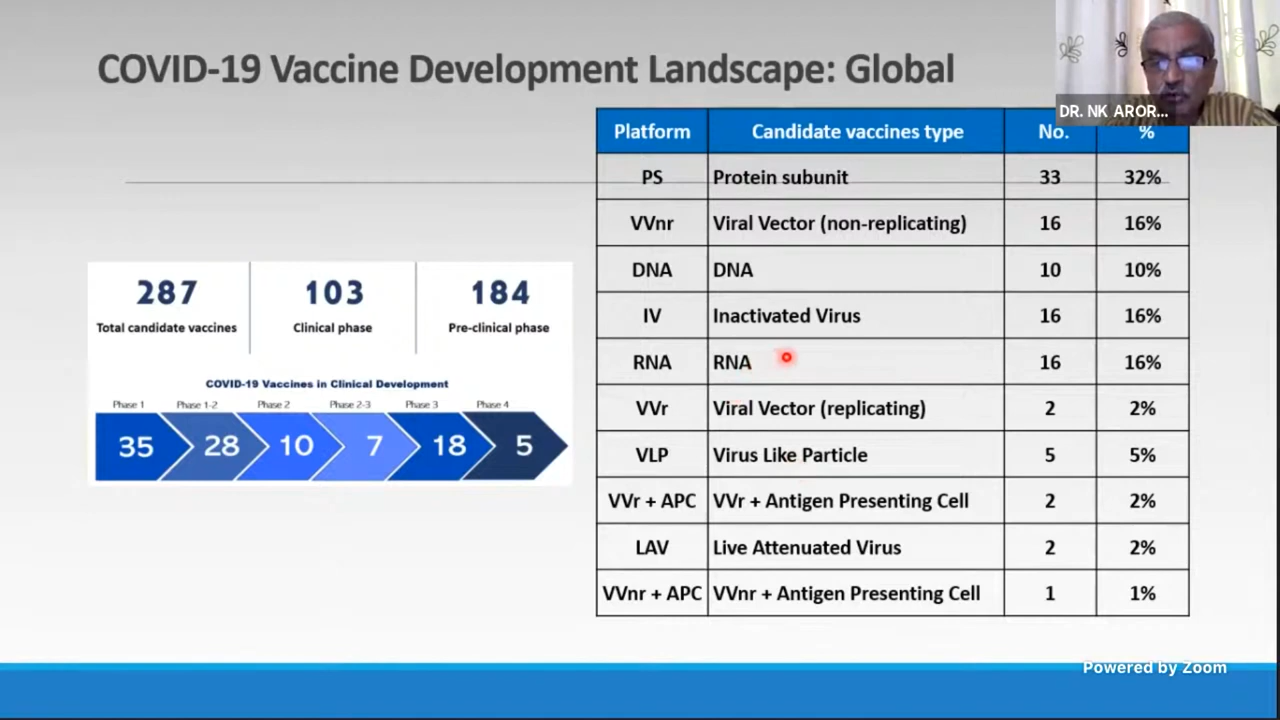 COVID-19 Vaccine Development Landscape: Global
DR. NK AROR...
287
Total candidate vaccines
103
Clinical phase
184
Pre-clinical phase
COVID-19 Vaccines in Clinical Development
Phase 1 Phase 1-2 Phase 2 Phase 2-3 Phase 3 Phase 4
35 28 10 7 18 5
Platform Candidate vaccines type No. %
PS Protein subunit 33 32%
VVnr Viral Vector (non-replicating) 16 16%
DNA DNA 10 10%
IV Inactivated Virus 16 16%
RNA RNA 16 16%
VVr Viral Vector (replicating) 2 2%
VLP Virus Like Particle 5 5%
VVr + APC VVr + Antigen Presenting Cell 2 2%
LAV Live Attenuated Virus 2 2%
VVnr + APC VVnr + Antigen Presenting Cell 1 1%
Powered by Zoom